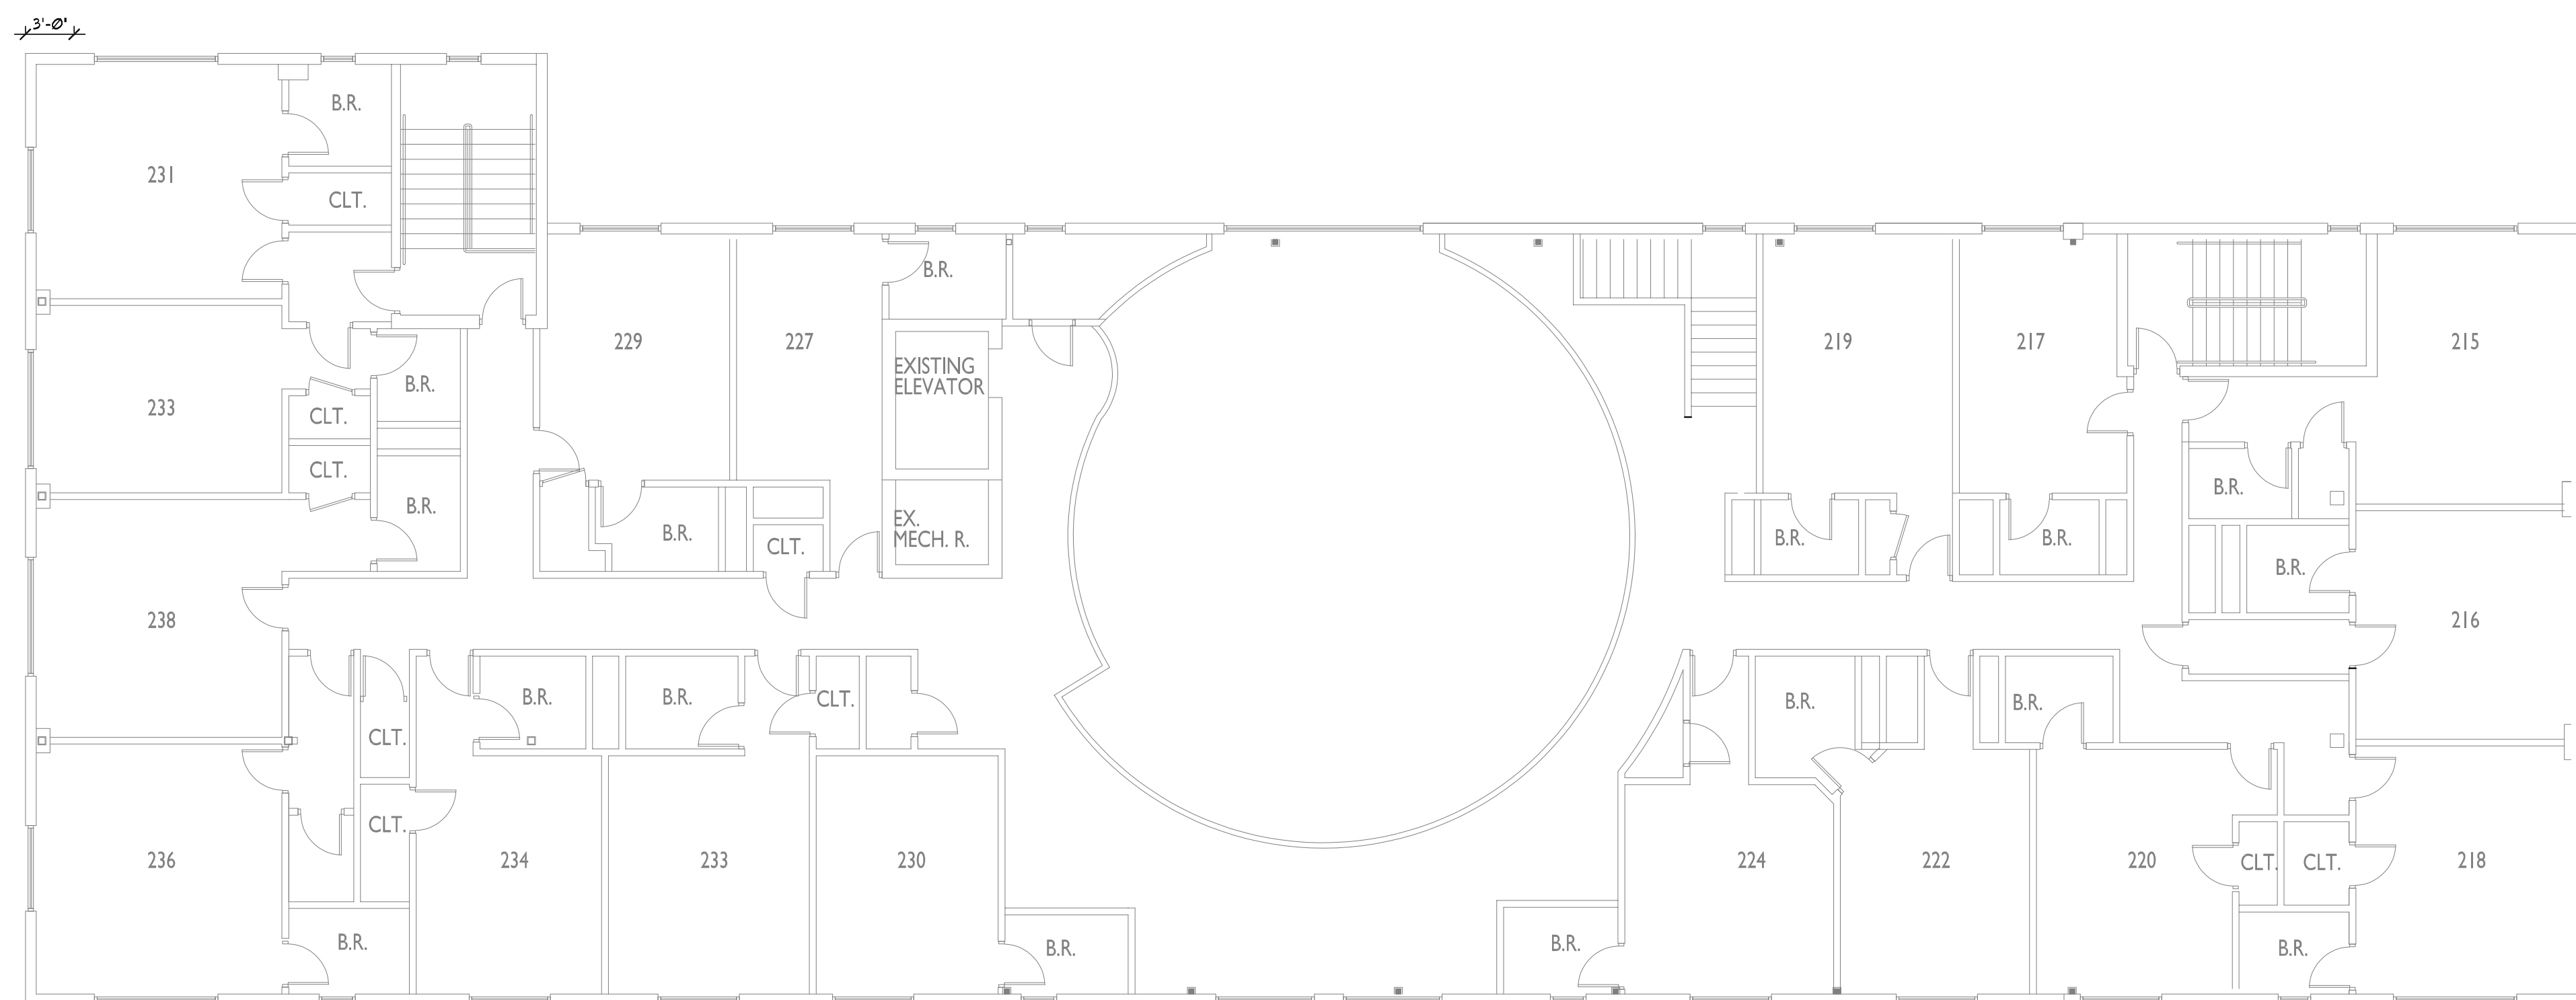 3'-0"
B.R.
231
CLT.
B.R.
229
227
219
217
215
EXISTING
ELEVATOR
B.R.
233
CLT.
CLT.
B.R.
B.R.
EX.
MECH. R.
CLT.
B.R.
B.R.
B.R.
B.R.
238
216
B.R.
B.R.
CLT.
B.R.
B.R.
CLT.
CLT.
236
234
233
230
224
222
220
CLT.
CLT.
218
B.R.
B.R.
B.R.
B.R.